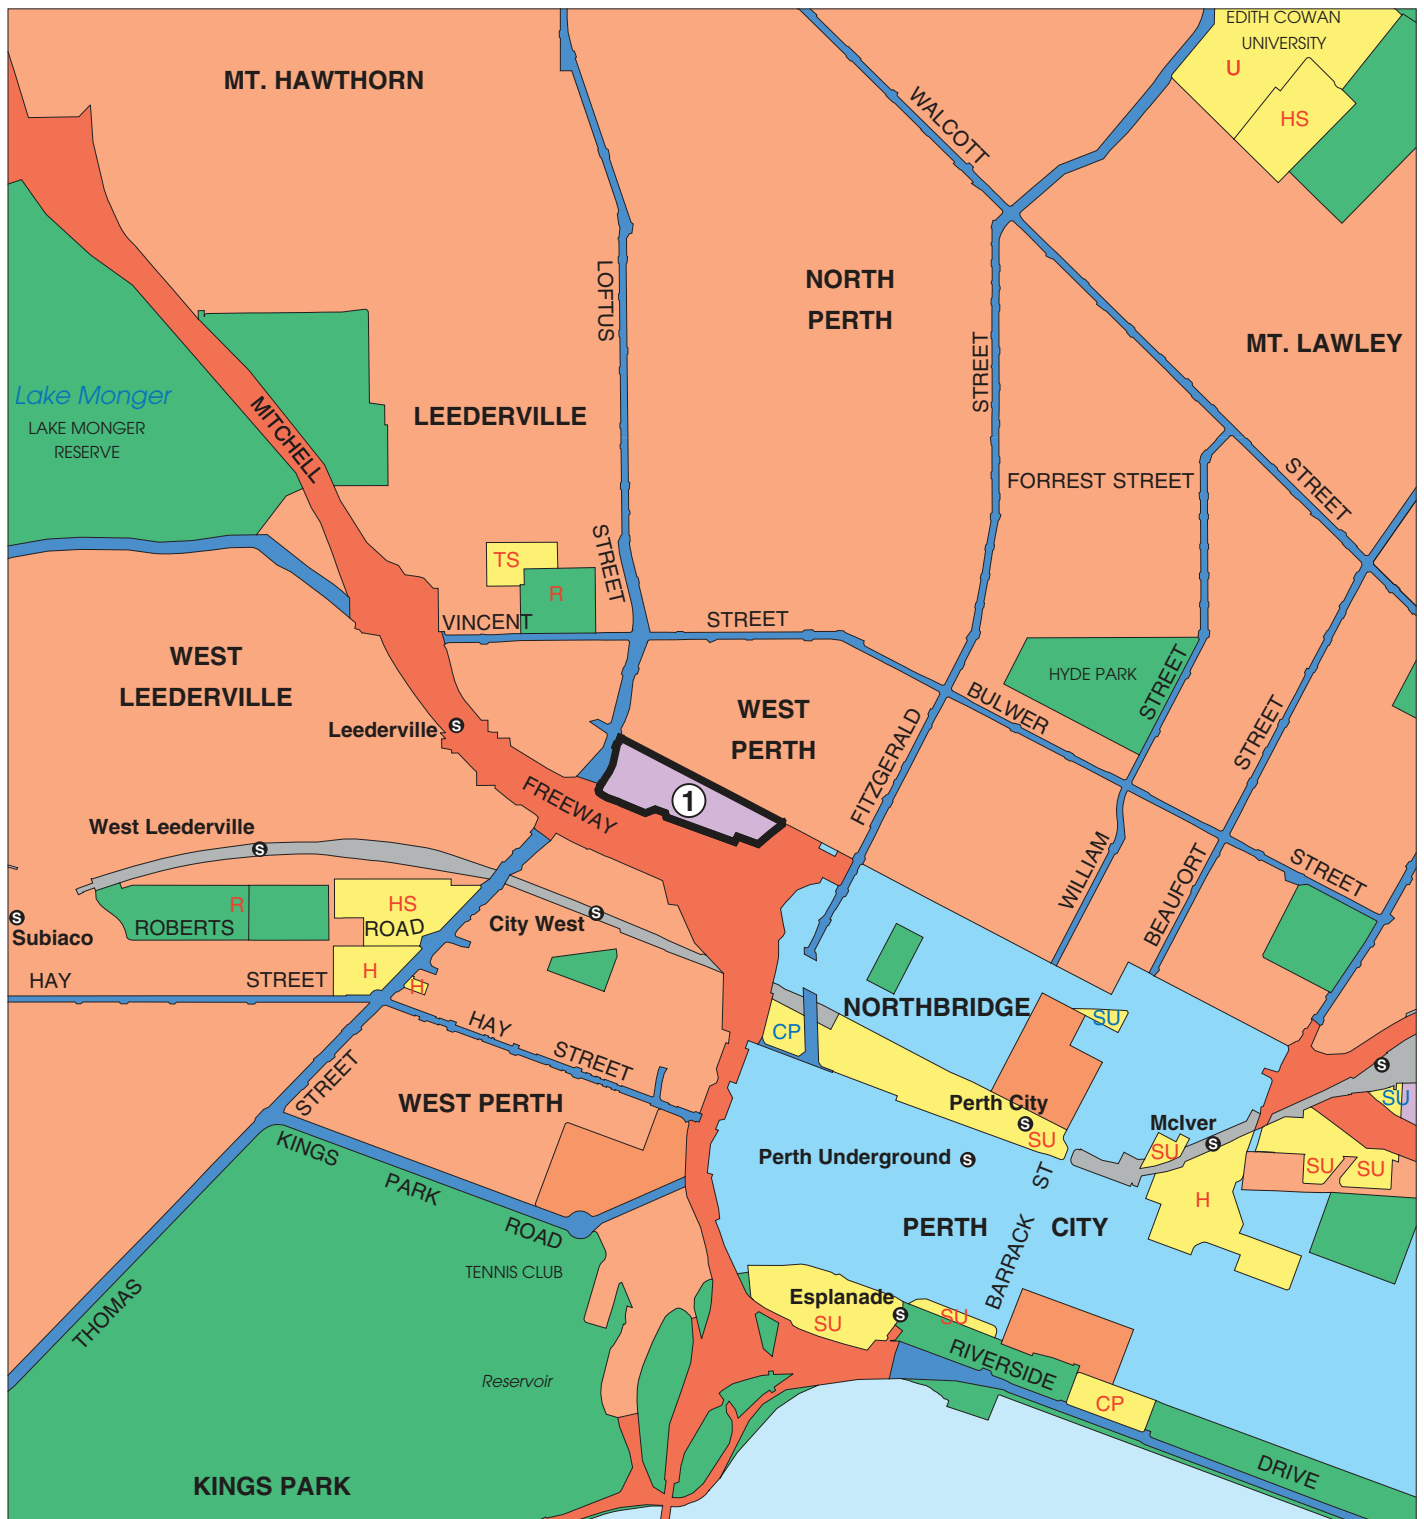 EDITH COWAN
UNIVERSITY
U
HS
MT. HAWTHORN
WALCOTT
LOFTUS
NORTH
PERTH
STREET
MT. LAWLEY
Lake Monger
LAKE MONGER
RESERVE
MITCHELL
LEEDERVILLE
FORREST STREET
STREET
TS
R
STREET
VINCENT
STREET
WEST
LEEDERVILLE
HYDE PARK
STREET
BULWER
STREET
WEST
PERTH
Leederville
S
FITZGERALD
1
FREEWAY
West Leederville
S
WILLIAM
BEAUFORT
STREET
R
HS
ROBERTS
ROAD
S
Subiaco
City West
S
HAY
STREET
H
H
HAY
STREET
NORTHBRIDGE
CP
SU
S
STREET
WEST PERTH
Perth City
S
SU
McIver
S
SU
SU
SU
SU
KINGS
PARK
ROAD
Perth Underground
S
ST
H
PERTH
CITY
BARRACK
TENNIS CLUB
THOMAS
Esplanade
S
SU
SU
RIVERSIDE
Reservoir
CP
DRIVE
KINGS PARK